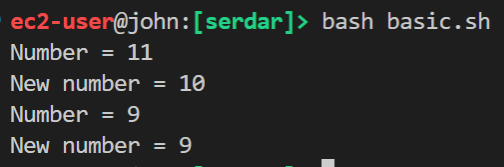 ec2-user@john:[serdar]> bash basic.sh
Number = 11
New number = 10
Number = 9
New number = 9